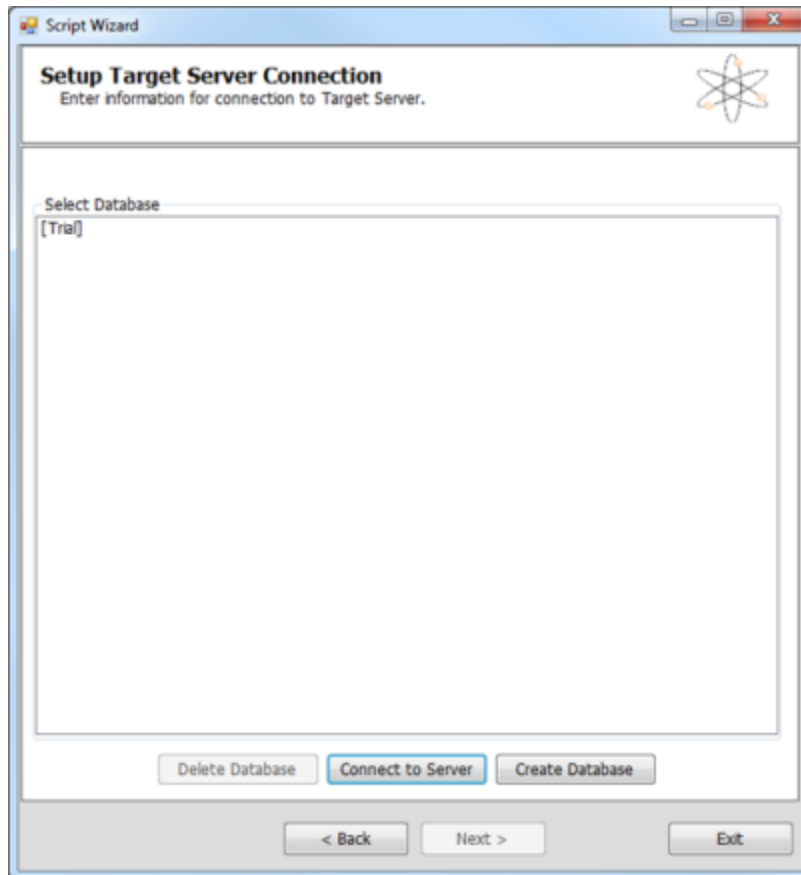 Script Wizard
Setup Target Server Connection
Enter information for connection to Target Server.
Select Database
[Trial]
Delete Database Connect to Server Create Database
< Back Next > Exit